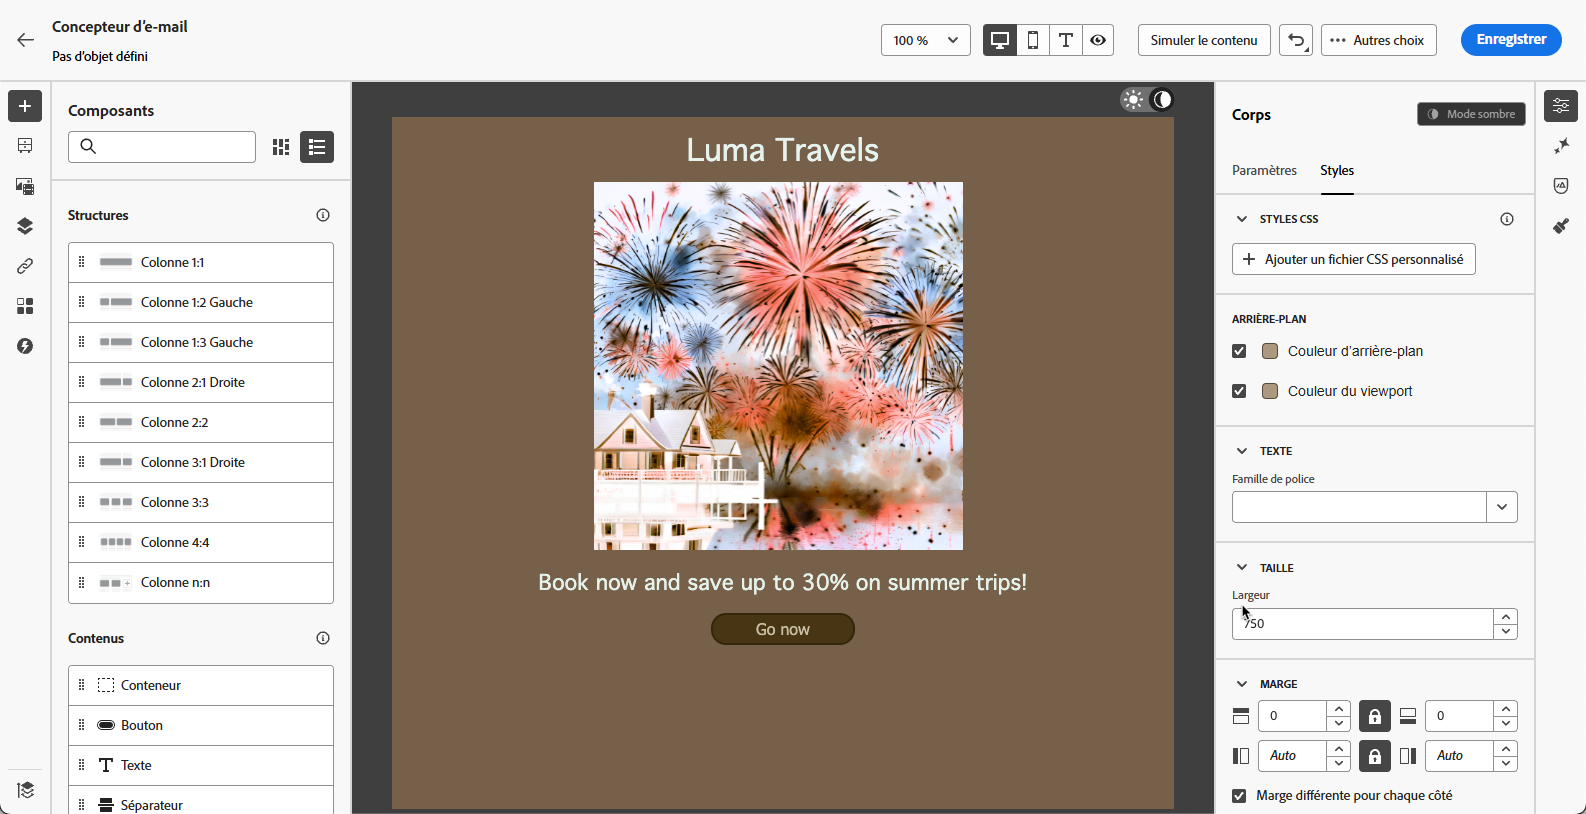 Concepteur d'e-mail
Pas d'objet défini
100 %
Simuler le contenu
Autres choix
Enregistrer
Composants
Structures
Colonne 1:1
Colonne 1:2 Gauche
Colonne 1:3 Gauche
Colonne 2:1 Droite
Colonne 2:2
Colonne 3:1 Droite
Colonne 3:3
Colonne 4:4
Colonne n:n
Contenus
Conteneur
Bouton
Texte
Séparateur
Luma Travels
Book now and save up to 30% on summer trips!
Go now
Corps
Mode sombre
Paramètres
Styles
STYLES CSS
Ajouter un fichier CSS personnalisé
ARRIÈRE-PLAN
Couleur d'arrière-plan
Couleur du viewport
TEXTE
Famille de police
TAILLE
Largeur
750
MARGE
0
0
Auto
Auto
Marge différente pour chaque côté